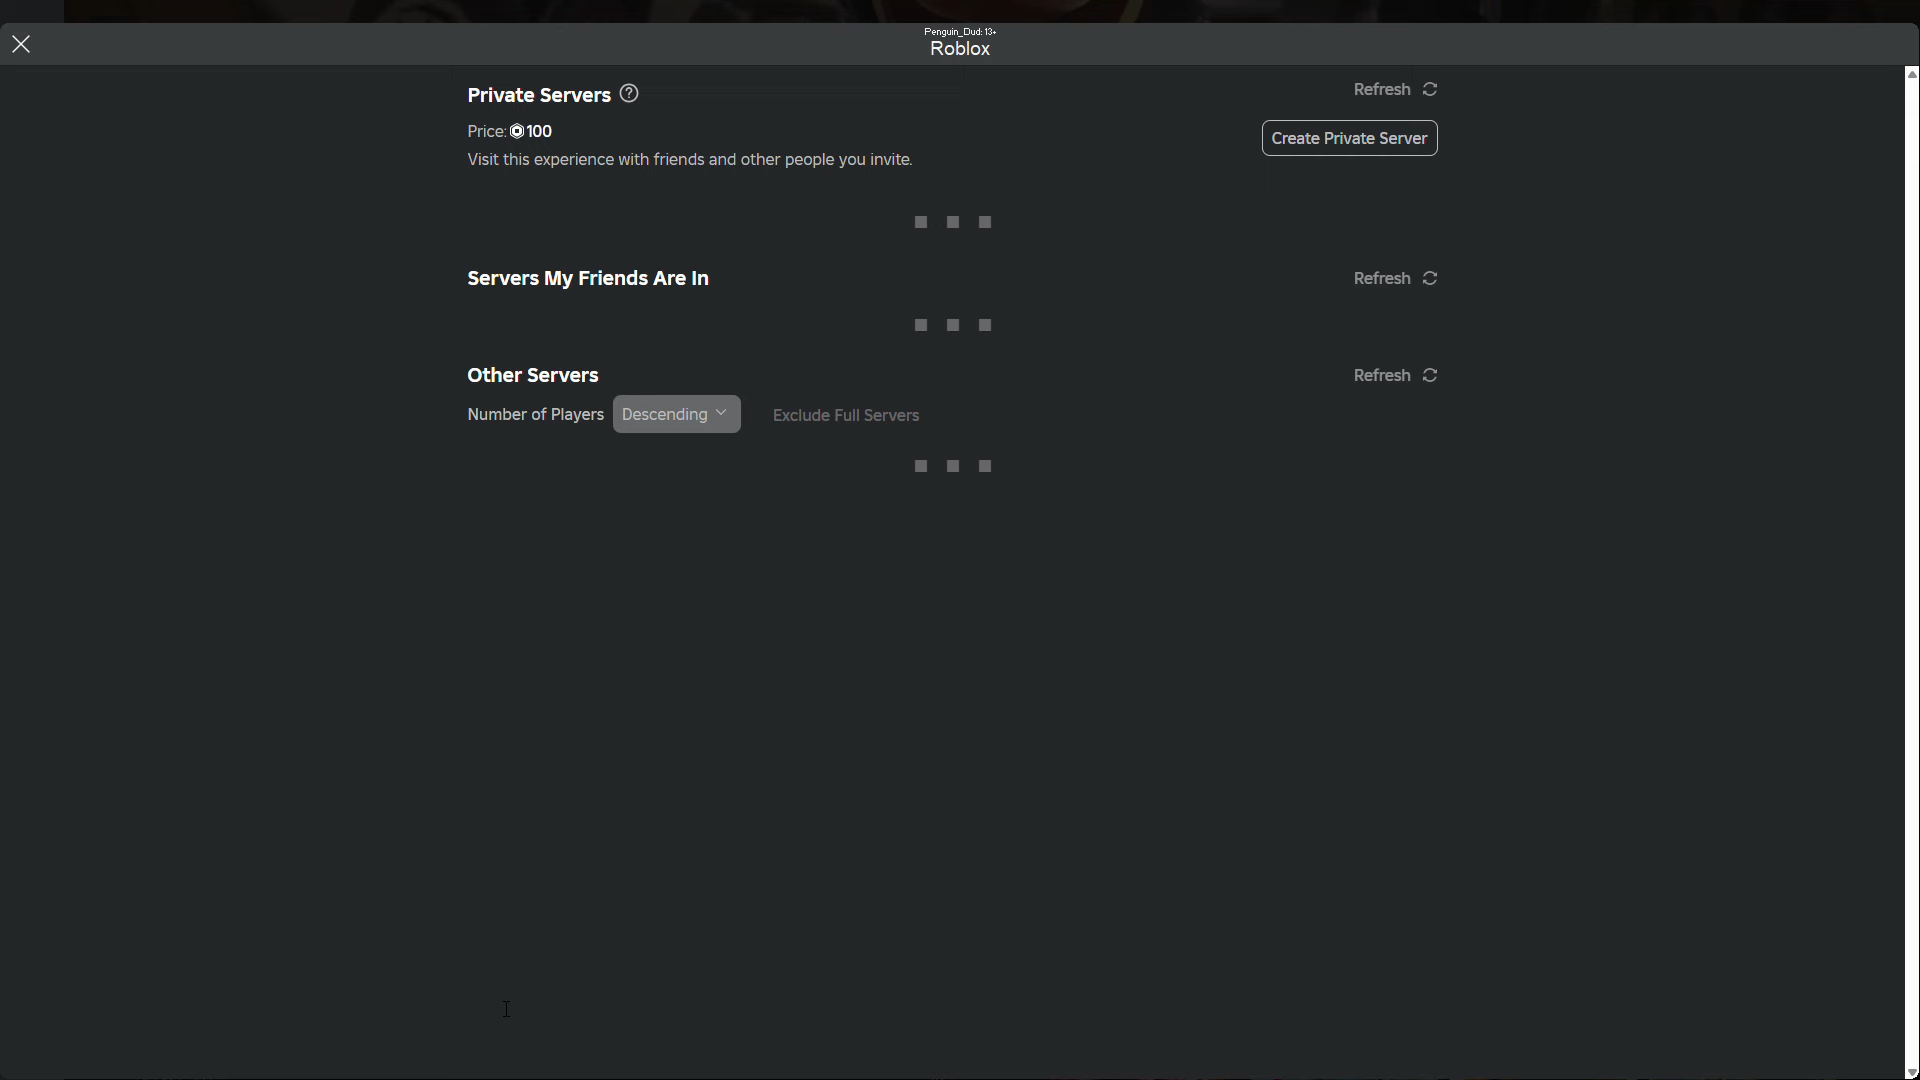 Penguin_Dud: 13+
Roblox
Private Servers
Refresh
Price: 100
Create Private Server
Visit this experience with friends and other people you invite.
Servers My Friends Are In
Refresh
Other Servers
Refresh
Number of Players Descending Exclude Full Servers